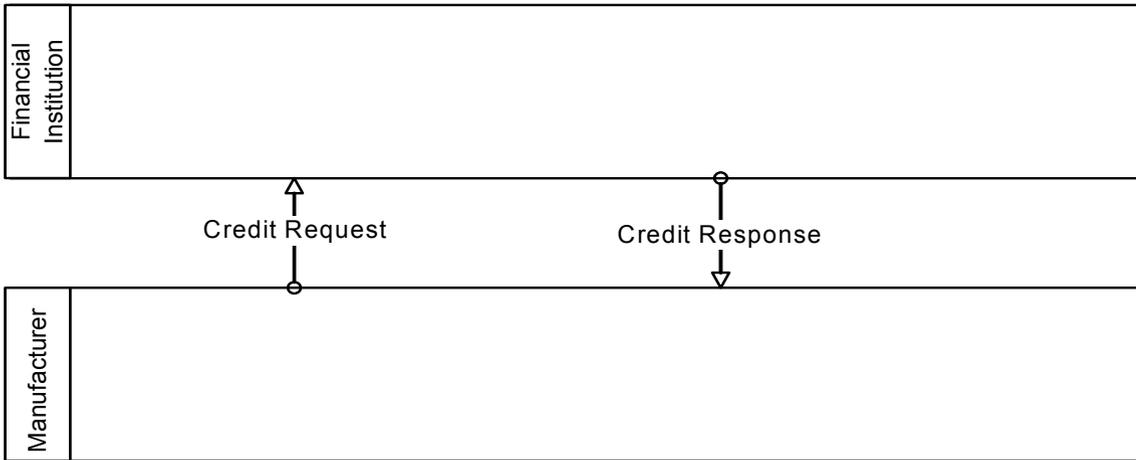 Financial
Institution
Credit Request
Credit Response
Manufacturer